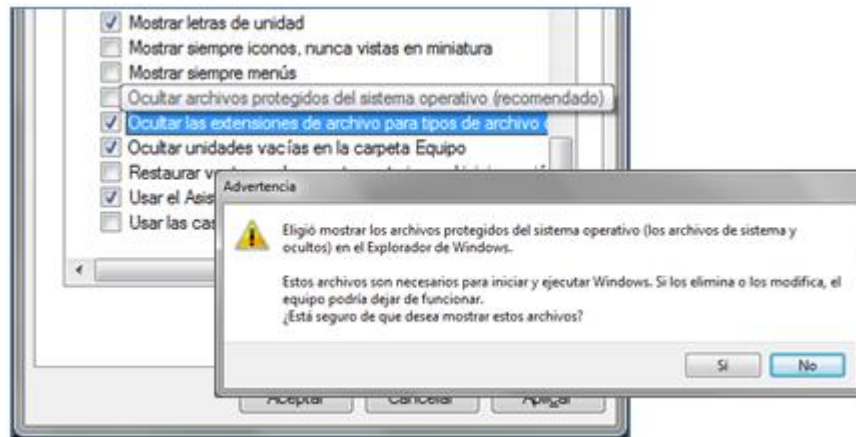 Mostrar letras de unidad
Mostrar siempre iconos, nunca vistas en miniatura
Mostrar siempre menús
Ocultar archivos protegidos del sistema operativo (recomendado)
Ocultar las extensiones de archivo para tipos de archivo
Ocultar unidades vacías en la carpeta Equipo
Restaurar
Usar el Asis
Usar las cas
Advertencia
Eligió mostrar los archivos protegidos del sistema operativo (los archivos de sistema y
ocultos) en el Explorador de Windows.
Estos archivos son necesarios para iniciar y ejecutar Windows. Si los elimina o los modifica, el
equipo podría dejar de funcionar.
¿Está seguro de que desea mostrar estos archivos?
Sí No
Aceptar Cancelar Aplicar